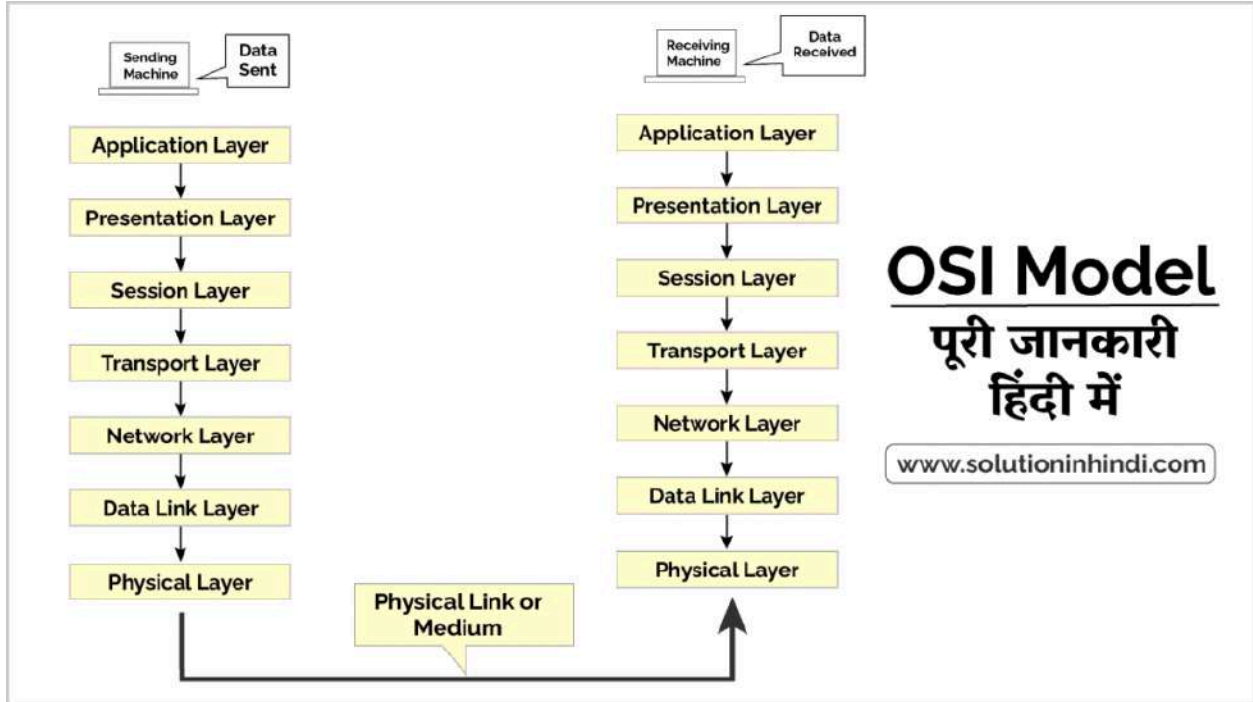 Sending
Machine
Data
Sent
Application Layer
Presentation Layer
Session Layer
Transport Layer
Network Layer
Data Link Layer
Physical Layer
Physical Link or
Medium
Receiving
Machine
Data
Received
Application Layer
Presentation Layer
Session Layer
Transport Layer
Network Layer
Data Link Layer
Physical Layer
OSI Model
पूरी जानकारी
हिंदी में
www.solutioninhindi.com